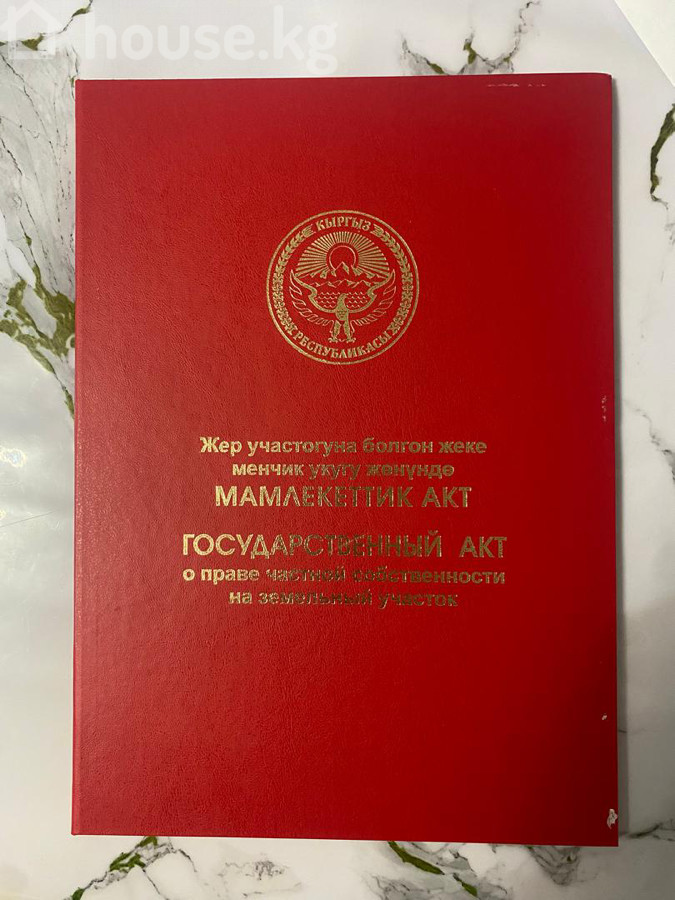 house.kg
КЫРГЫЗ
РЕСПУБЛИКАСЫ
Жер участогуна болгон жеке
менчик укугу жөнүндө
МАМЛЕКЕТТИК АКТ
ГОСУДАРСТВЕННЫЙ АКТ
о праве частной собственности
на земельный участок